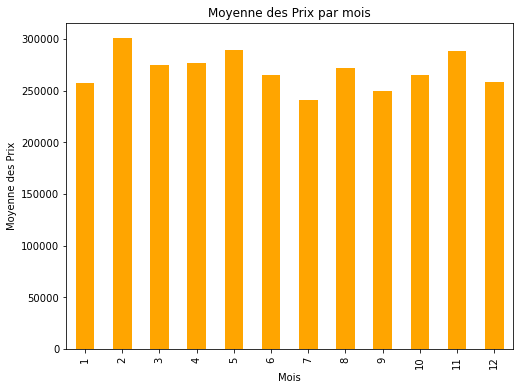 Moyenne des Prix par mois
Moyenne des Prix
300000
250000
200000
150000
100000
50000
0
1 2 3 4 5 6 7 8 9 10 11 12
Mois